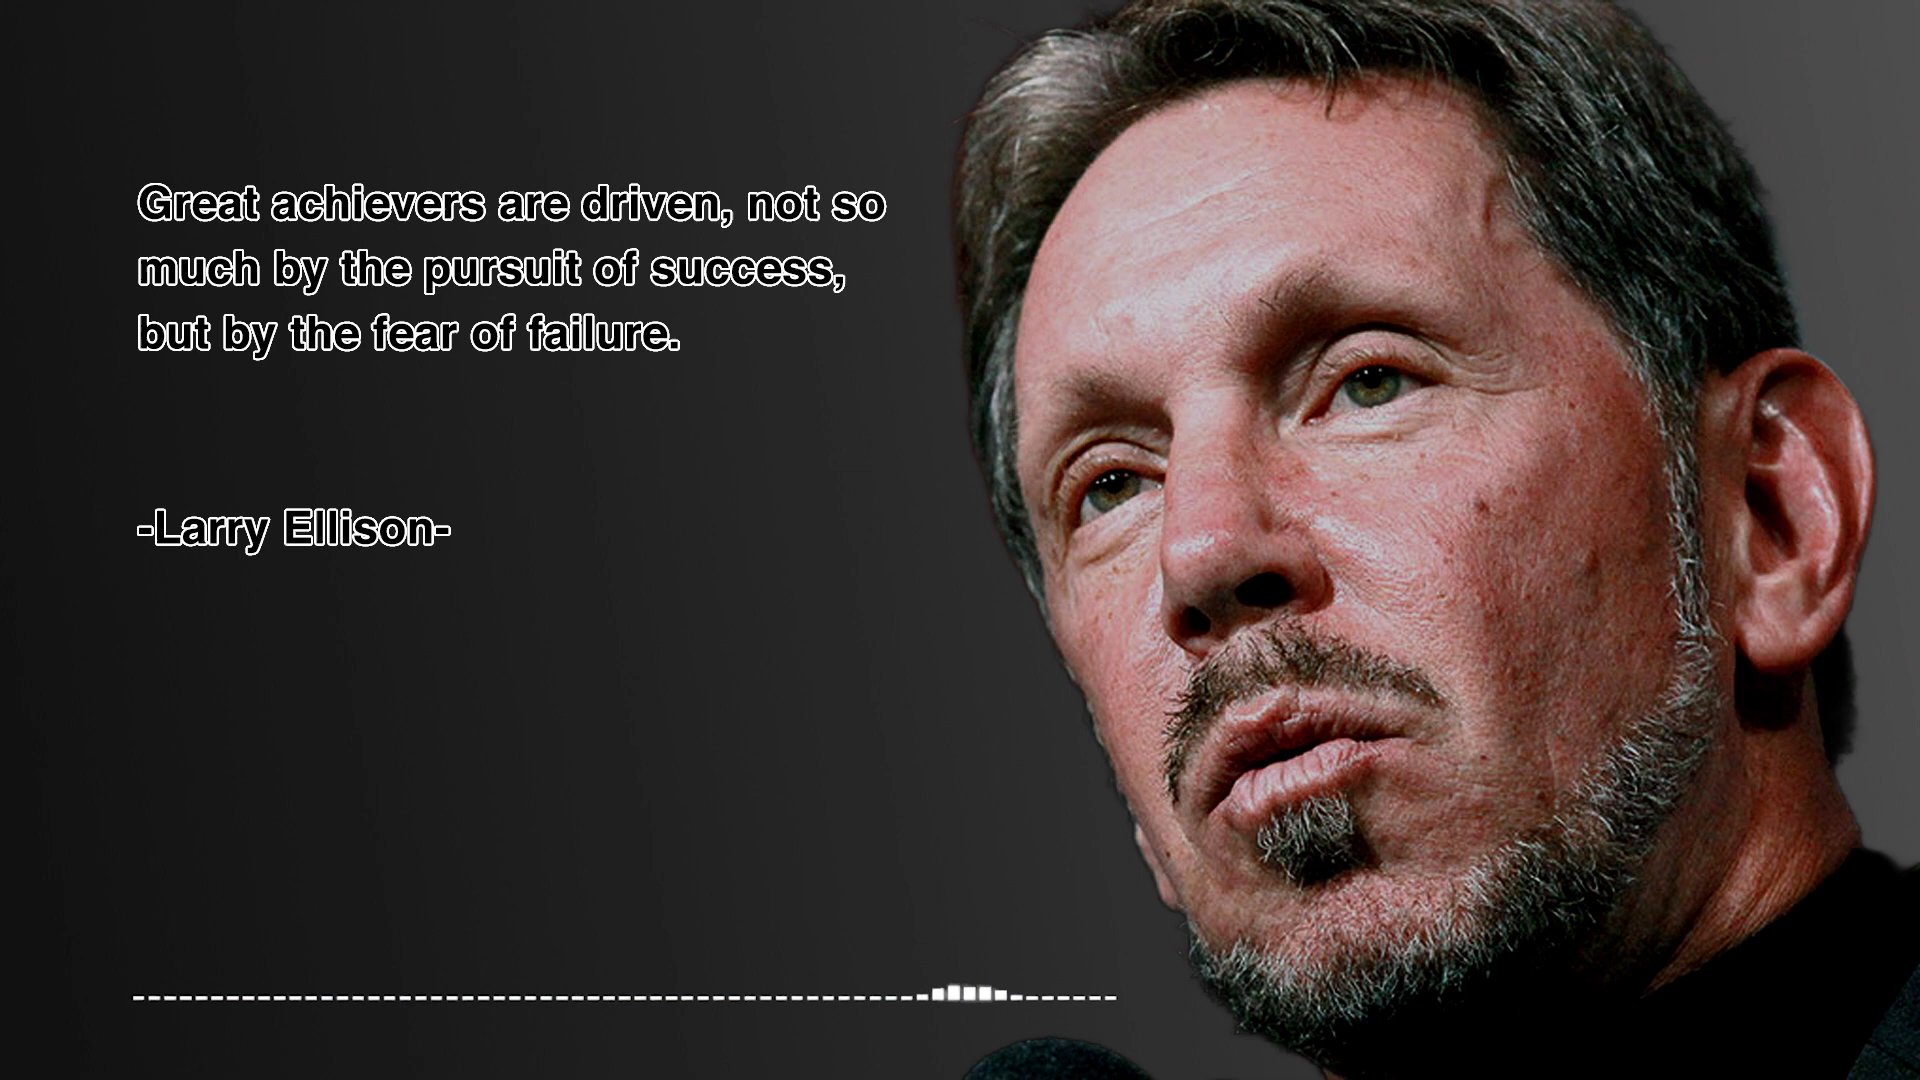 Great achievers are driven, not so
much by the pursuit of success,
but by the fear of failure.
-Larry Ellison-